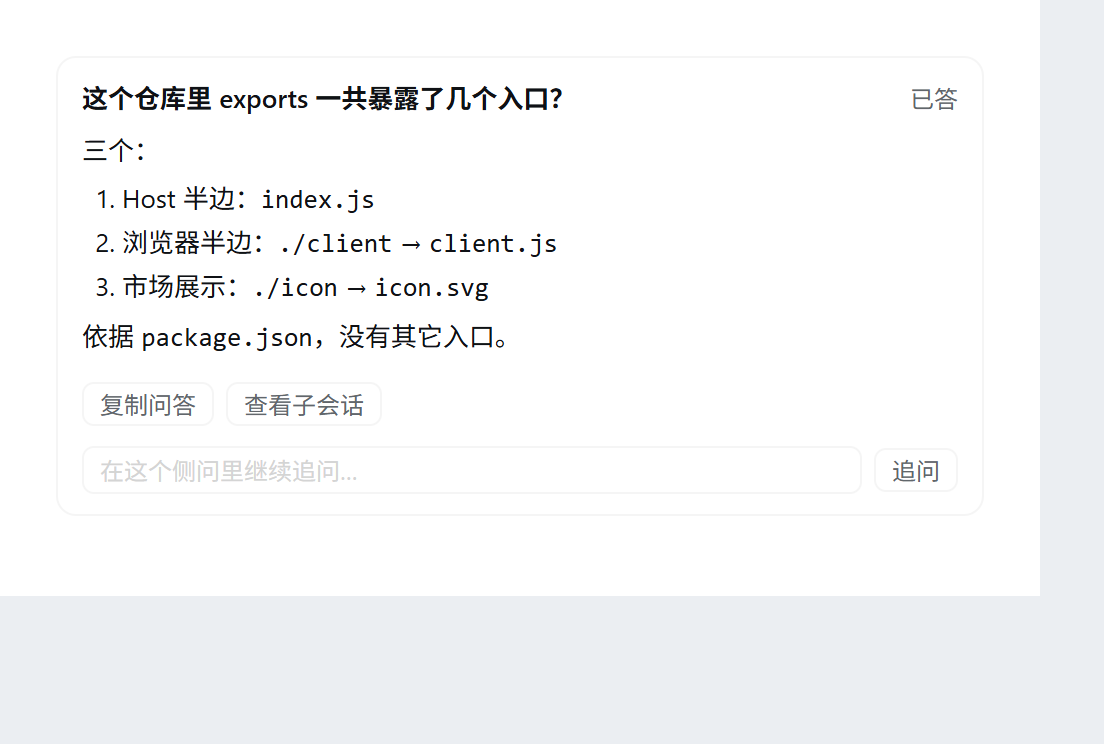 这个仓库里 exports 一共暴露了几个入口？
已答
三个：
1. Host 半边：index.js
2. 浏览器半边：./client → client.js
3. 市场展示：./icon → icon.svg
依据 package.json，没有其它入口。
复制问答
查看子会话
在这个侧问里继续追问...
追问